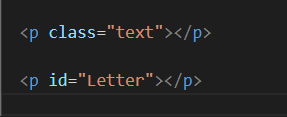 <p class="text"></p>
<p id="Letter"></p>